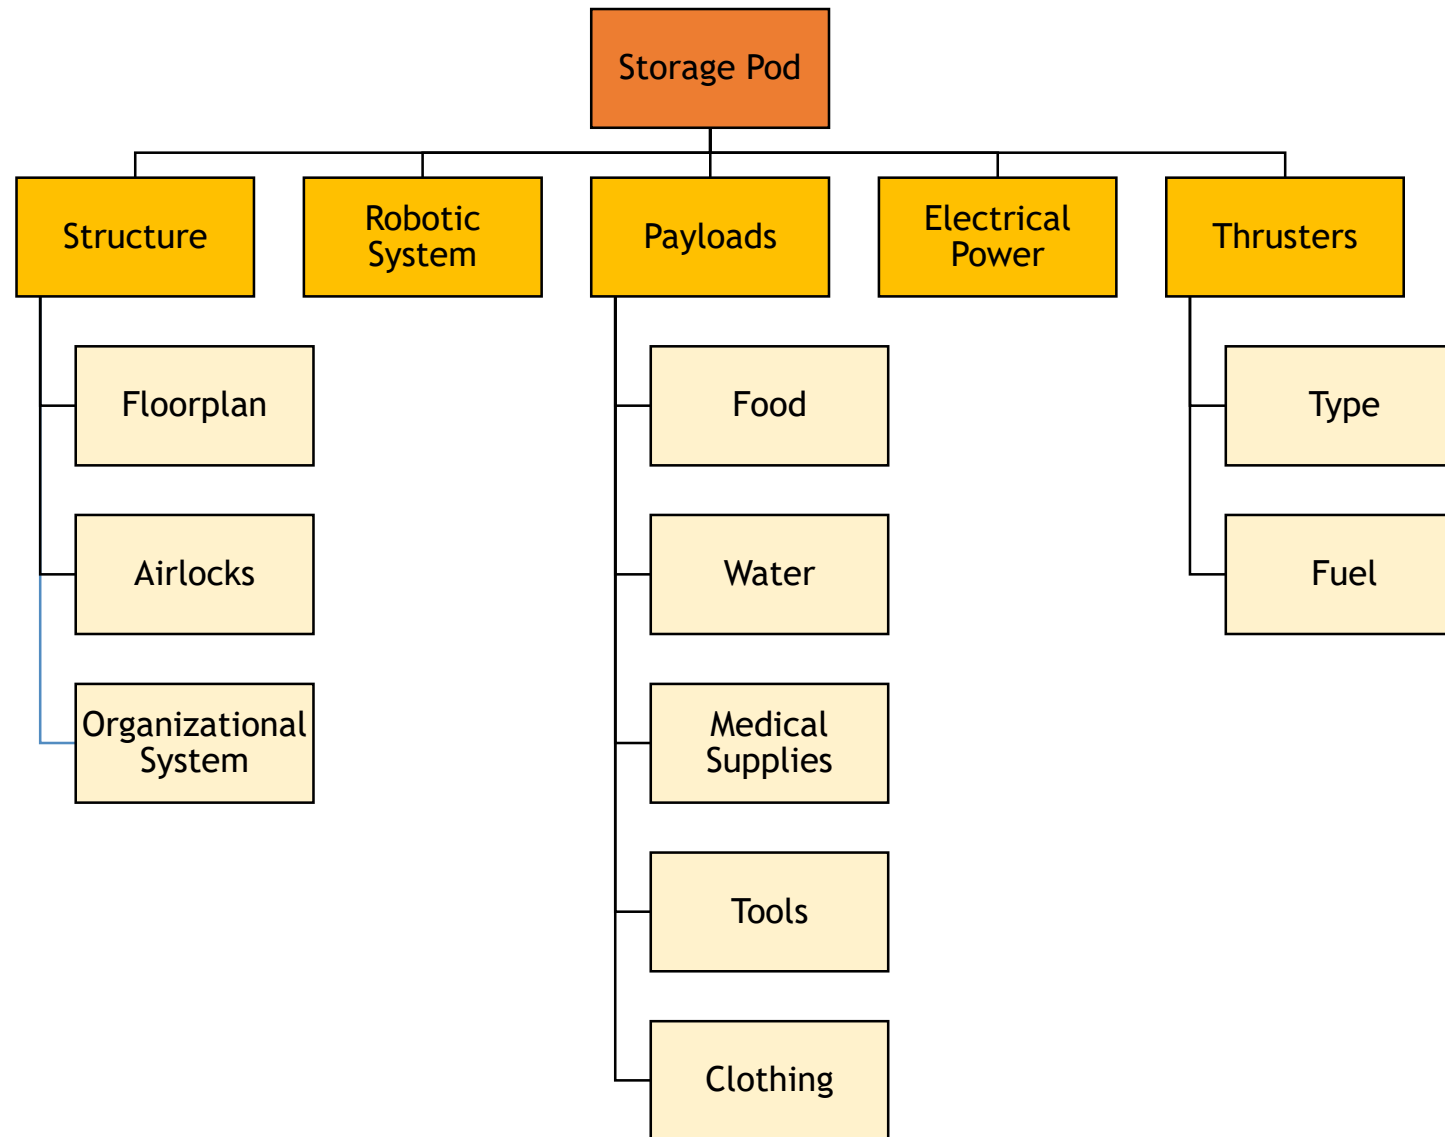 Storage Pod
Structure
Robotic
System
Payloads
Electrical
Power
Thrusters
Floorplan
Food
Type
Airlocks
Water
Fuel
Organizational
System
Medical
Supplies
Tools
Clothing